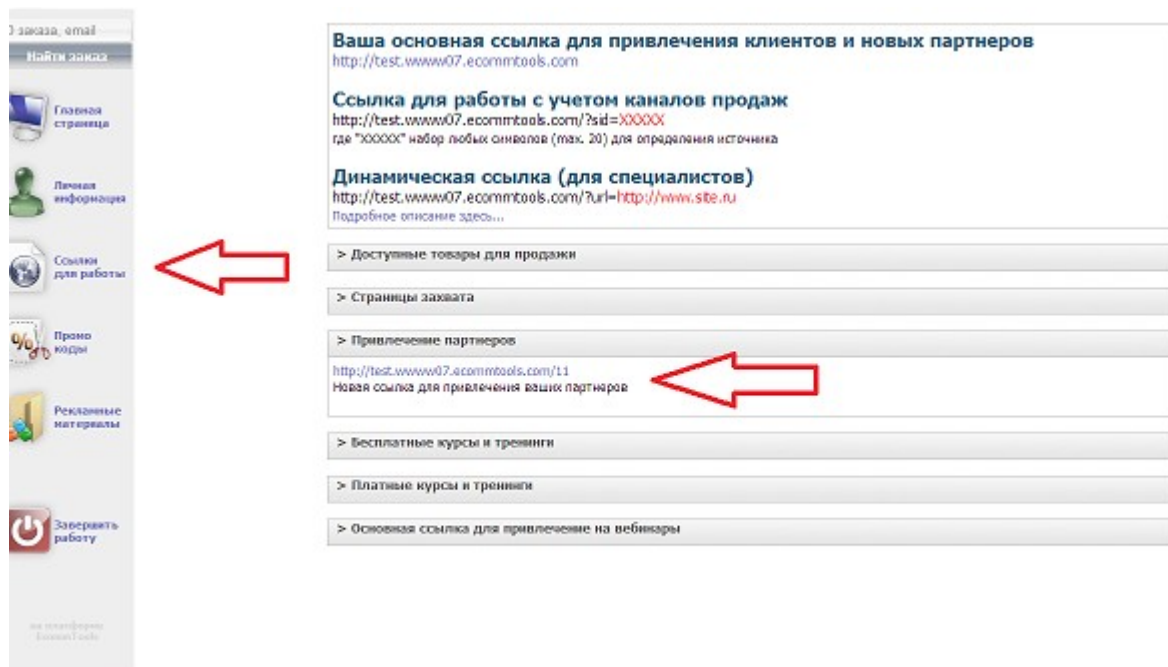 заказа, email
Найти заказ
Главная
страница
Личная
информация
Ссылки
для работы
Промо
коды
Рекламные
материалы
Завершить
работу
на платформе
EcommTools
Ваша основная ссылка для привлечения клиентов и новых партнеров
http://test.wwww07.ecommtools.com
Ссылка для работы с учетом каналов продаж
http://test.wwww07.ecommtools.com/?sid=XXXXX
где "XXXXX" набор любых символов (max. 20) для определения источника
Динамическая ссылка (для специалистов)
http://test.wwww07.ecommtools.com/?url=http://www.site.ru
Подробное описание здесь...
> Доступные товары для продажи
> Страницы захвата
> Привлечение партнеров
http://test.wwww07.ecommtools.com/11
Новая ссылка для привлечения ваших партнеров
> Бесплатные курсы и тренинги
> Платные курсы и тренинги
> Основная ссылка для привлечение на вебинары